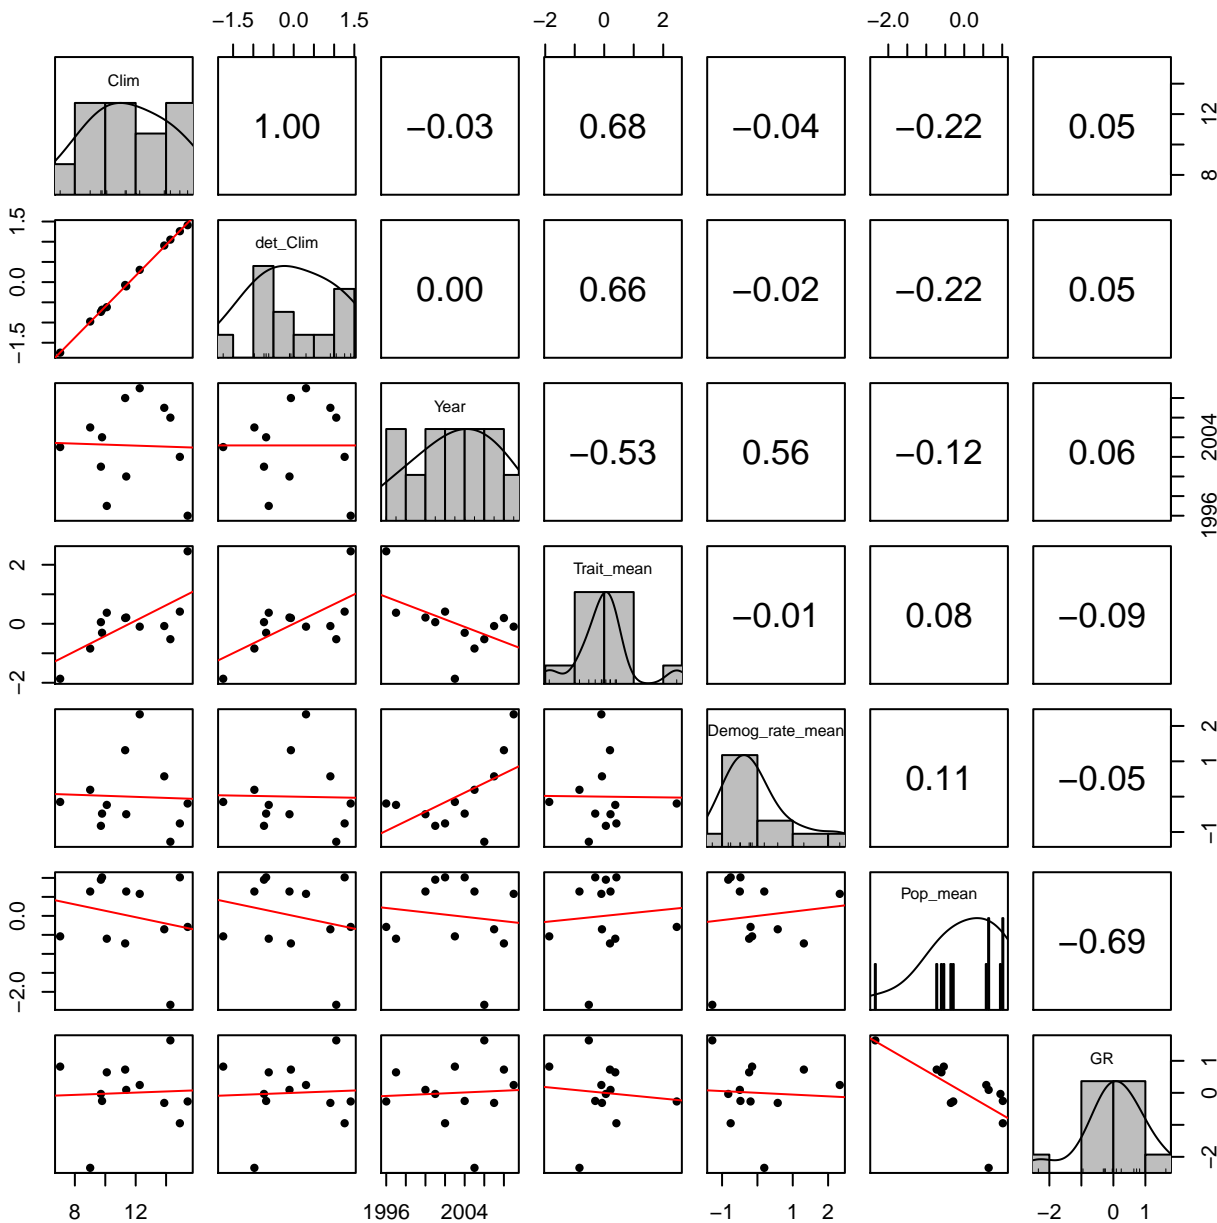 −1.5 0.0 1.5 −2 0 2 −2.0 0.0
Clim 1.00 −0.03 0.68 −0.04 −0.22 0.05 8 12
−1.5 0.0 1.5 det_Clim 0.00 0.66 −0.02 −0.22 0.05
Year −0.53 0.56 −0.12 0.06 1996 2004
−2 0 2 Trait_mean −0.01 0.08 −0.09
Demog_rate_mean 0.11 −0.05 −1 1 2
−2.0 0.0 Pop_mean −0.69
GR −2 0 1
8 12 1996 2004 −1 1 2 −2 0 1